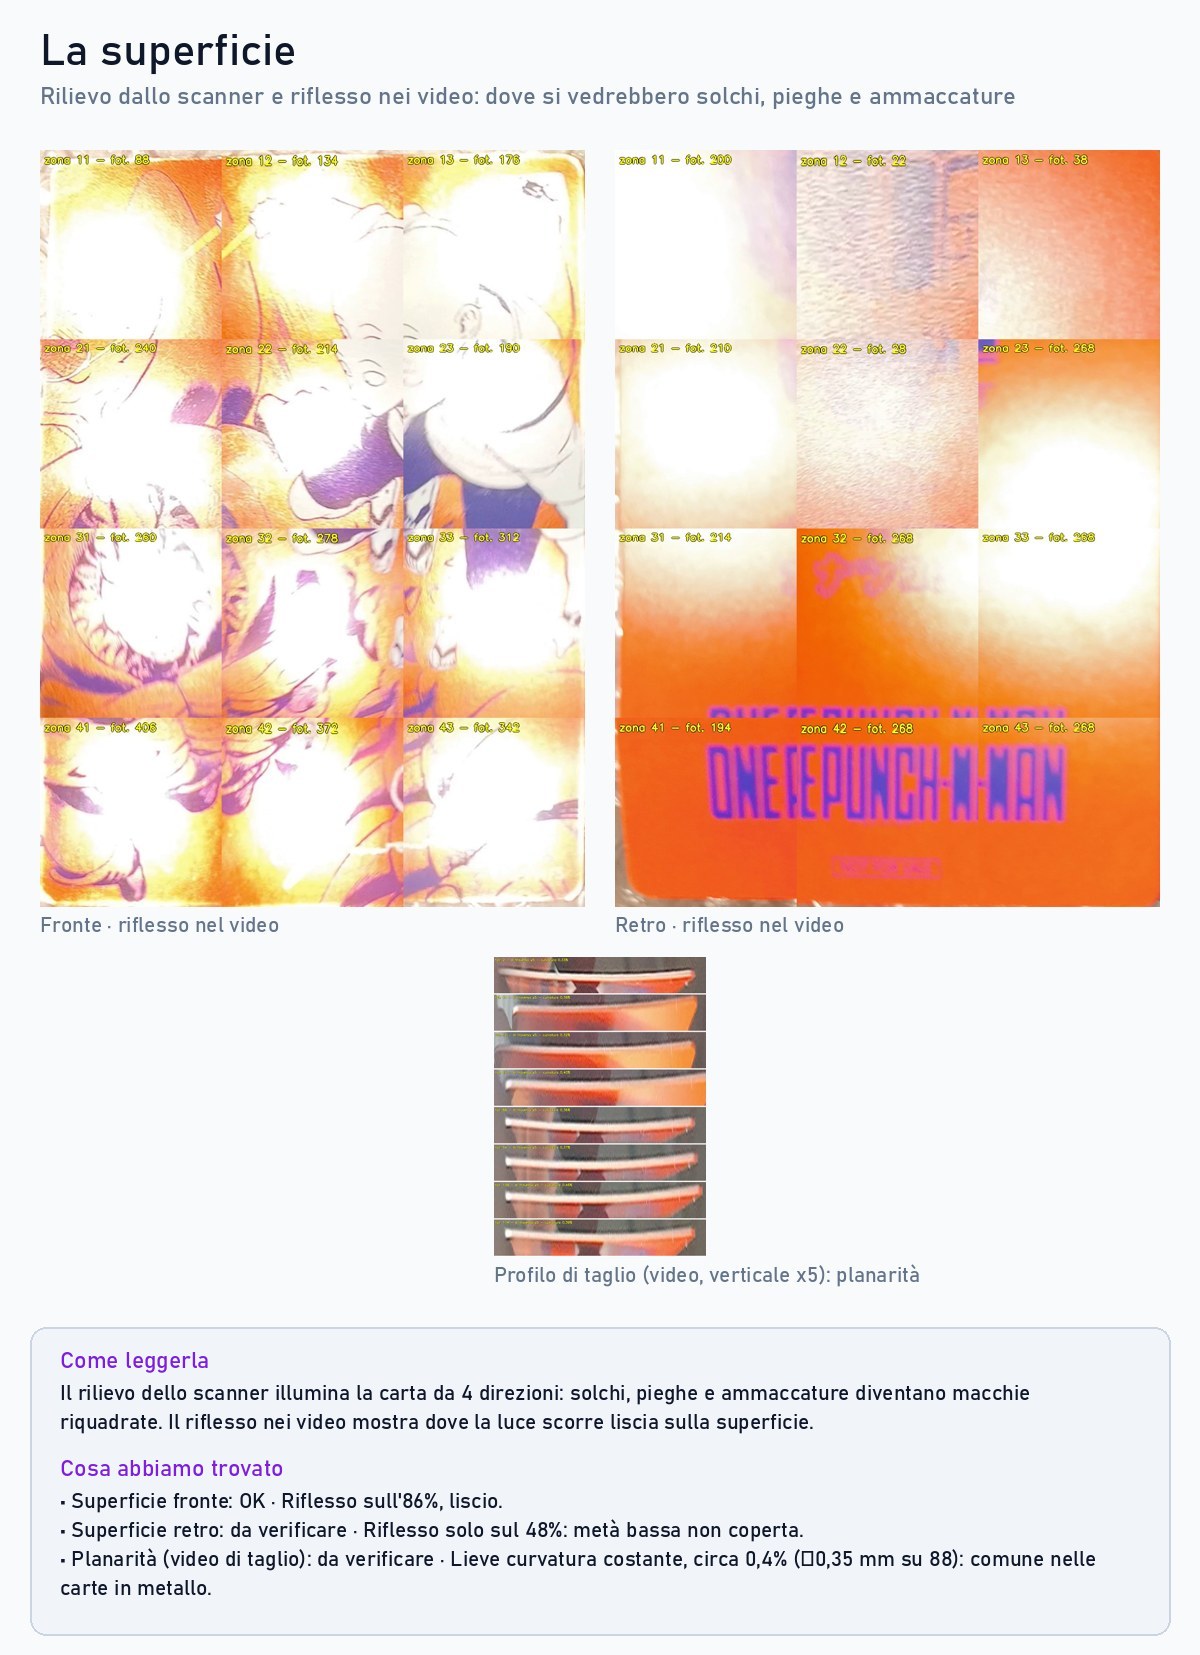 La superficie
Rilievo dallo scanner e riflesso nei video: dove si vedrebbero solchi, pieghe e ammaccature
zona 11 – fot. 88
zona 12 – fot. 134
zona 13 – fot. 176
zona 11 – fot. 200
zona 12 – fot. 22
zona 13 – fot. 38
zona 21 – fot. 240
zona 22 – fot. 214
zona 23 – fot. 190
zona 21 – fot. 210
zona 22 – fot. 28
zona 23 – fot. 268
zona 31 – fot. 260
zona 32 – fot. 278
zona 33 – fot. 312
zona 31 – fot. 214
zona 32 – fot. 268
zona 33 – fot. 268
zona 41 – fot. 406
zona 42 – fot. 372
zona 43 – fot. 342
zona 41 – fot. 194
zona 42 – fot. 268
zona 43 – fot. 268
Fronte · riflesso nel video
Retro · riflesso nel video
Profilo di taglio (video, verticale x5): planarità
Come leggerla
Il rilievo dello scanner illumina la carta da 4 direzioni: solchi, pieghe e ammaccature diventano macchie
riquadrate. Il riflesso nei video mostra dove la luce scorre liscia sulla superficie.
Cosa abbiamo trovato
• Superficie fronte: OK · Riflesso sull'86%, liscio.
• Superficie retro: da verificare · Riflesso solo sul 48%: metà bassa non coperta.
• Planarità (video di taglio): da verificare · Lieve curvatura costante, circa 0,4% (□0,35 mm su 88): comune nelle
carte in metallo.